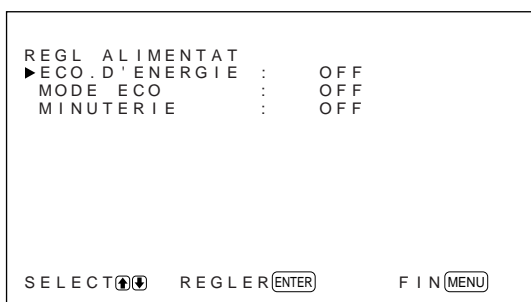 REGL ALIMENTAT
▶ECO.D'ENERGIE : OFF
MODE ECO : OFF
MINUTERIE : OFF
SELECT⬆⬇ REGLER ENTER FIN MENU